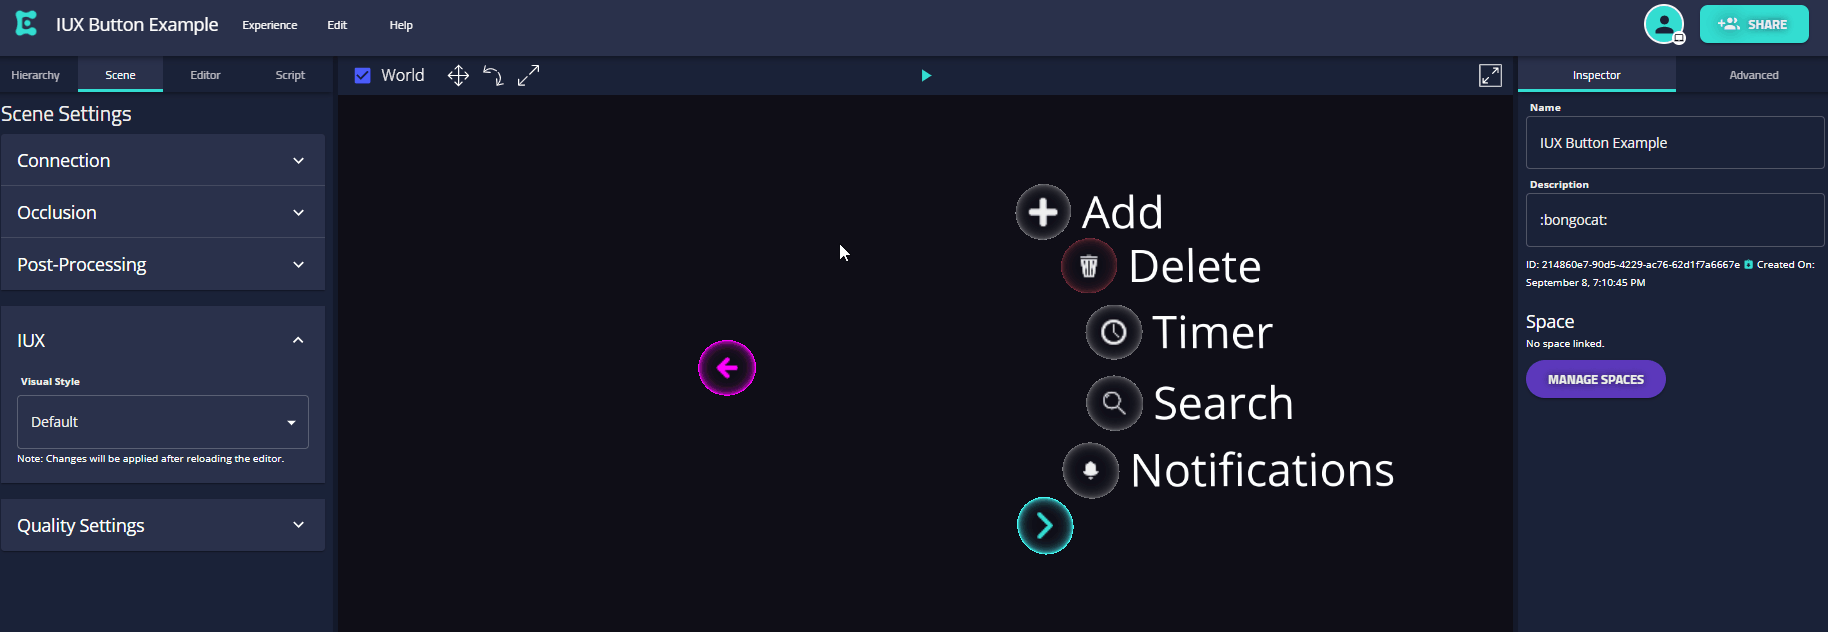 IUX Button Example Experience Edit Help SHARE
Hierarchy Scene Editor Script
World
Inspector Advanced
Scene Settings
Connection
Occlusion
Post-Processing
IUX
Visual Style
Default
Note: Changes will be applied after reloading the editor.
Quality Settings
Add
Delete
Timer
Search
Notifications
Name
IUX Button Example
Description
:bongocat:
ID: 214860e7-90d5-4229-ac76-62d1f7a6667e Created On:
September 8, 7:10:45 PM
Space
No space linked.
MANAGE SPACES